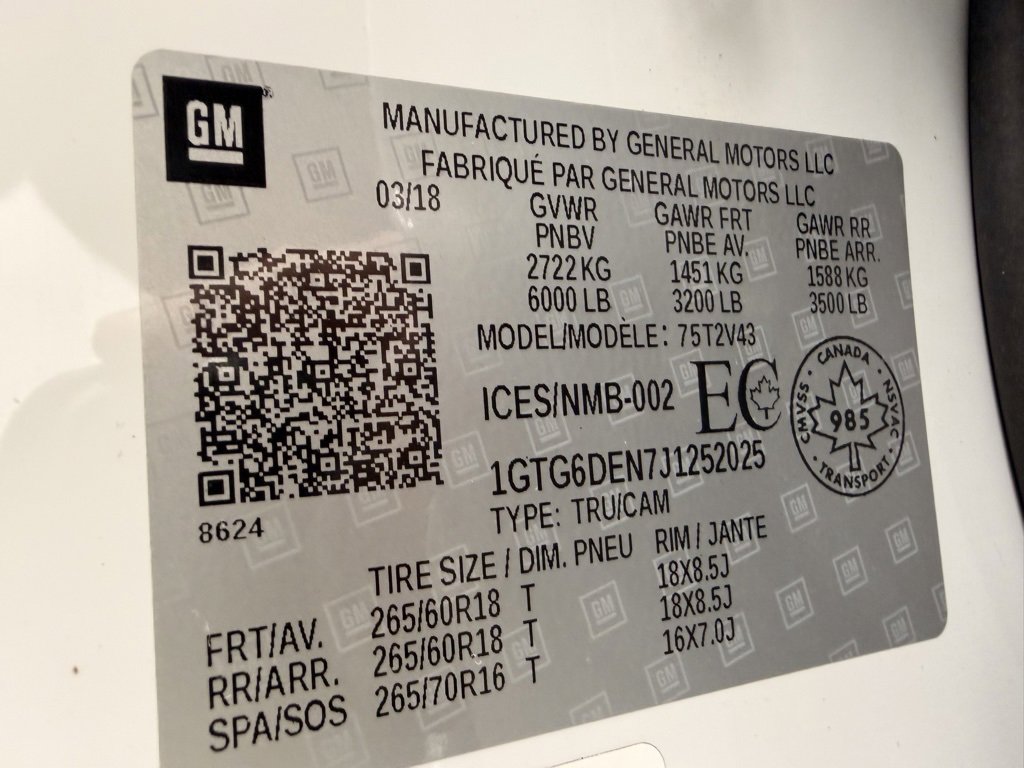 GM
MANUFACTURED BY GENERAL MOTORS LLC
FABRIQUÉ PAR GENERAL MOTORS LLC
03/18
GVWR GAWR FRT GAWR RR
PNBV PNBE AV. PNBE ARR.
2722 KG 1451 KG 1588 KG
6000 LB 3200 LB 3500 LB
MODEL/MODÈLE: 75T2V43
ICES/NMB-002 EC
CANADA
CMVSS · NSVAC
985
TRANSPORT
1GTG6DEN7J1252025
TYPE: TRU/CAM
8624
TIRE SIZE / DIM. PNEU RIM / JANTE
FRT/AV. 265/60R18 T 18X8.5J
RR/ARR. 265/60R18 T 18X8.5J
SPA/SOS 265/70R16 T 16X7.0J